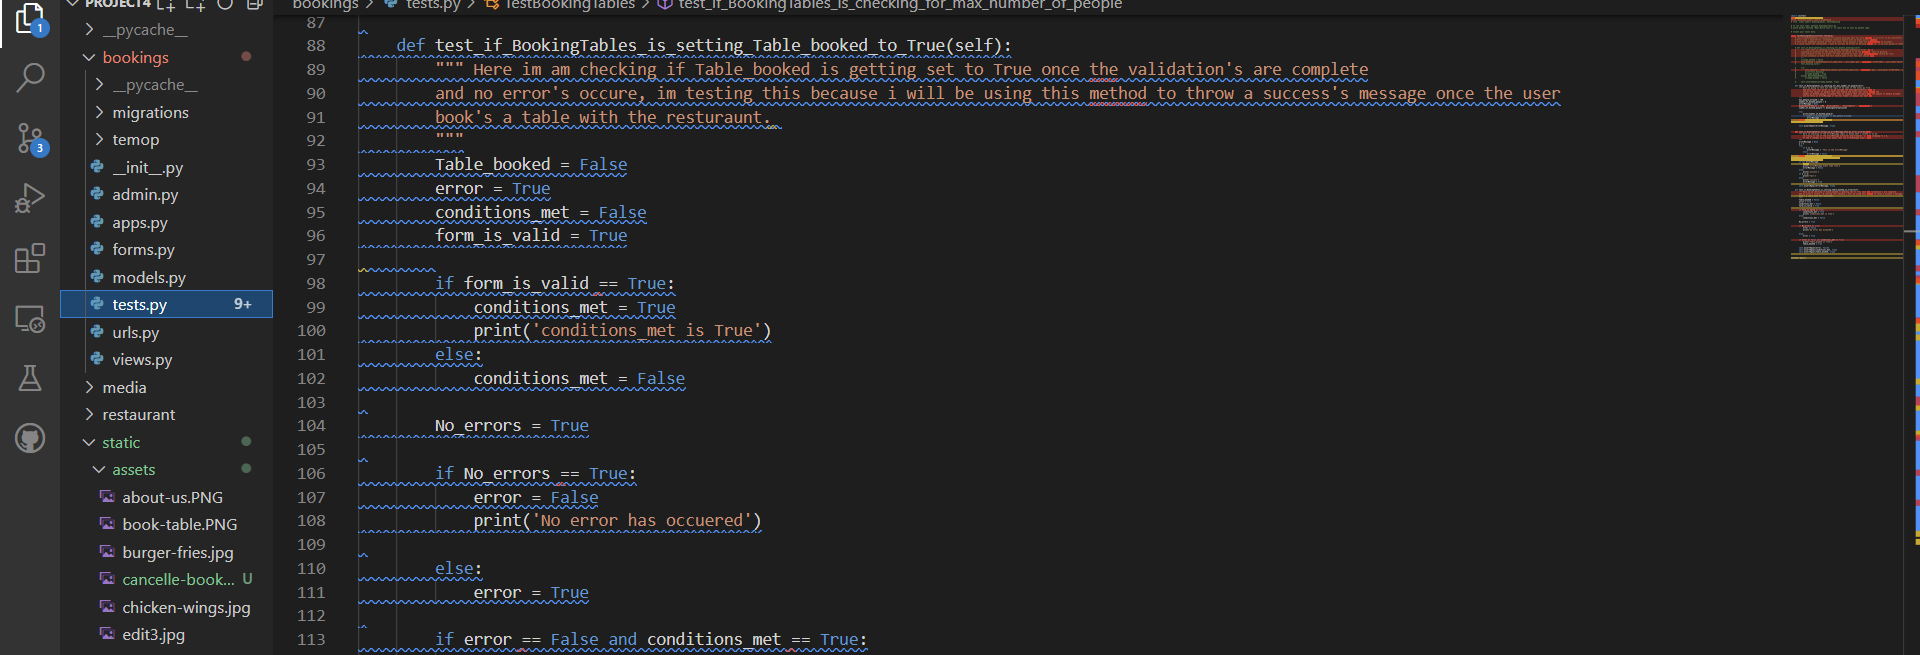 PROJECT4
__pycache__
bookings
__pycache__
migrations
temop
__init__.py
admin.py
apps.py
forms.py
models.py
tests.py 9+
urls.py
views.py
media
restaurant
static
assets
about-us.PNG
book-table.PNG
burger-fries.jpg
cancelle-book... U
chicken-wings.jpg
edit3.jpg
1
3
bookings > tests.py > TestBookingTables > test_if_BookingTables_is_checking_for_max_number_of_people
87
88 def test_if_BookingTables_is_setting_Table_booked_to_True(self):
89 """ Here im am checking if Table_booked is getting set to True once the validation's are complete
90 and no error's occure, im testing this because i will be using this method to throw a success's message once the user
91 book's a table with the resturaunt.
92 """
93 Table_booked = False
94 error = True
95 conditions_met = False
96 form_is_valid = True
97
98 if form_is_valid == True:
99 conditions_met = True
100 print('conditions_met is True')
101 else:
102 conditions_met = False
103
104 No_errors = True
105
106 if No_errors == True:
107 error = False
108 print('No error has occuered')
109
110 else:
111 error = True
112
113 if error == False and conditions_met == True: